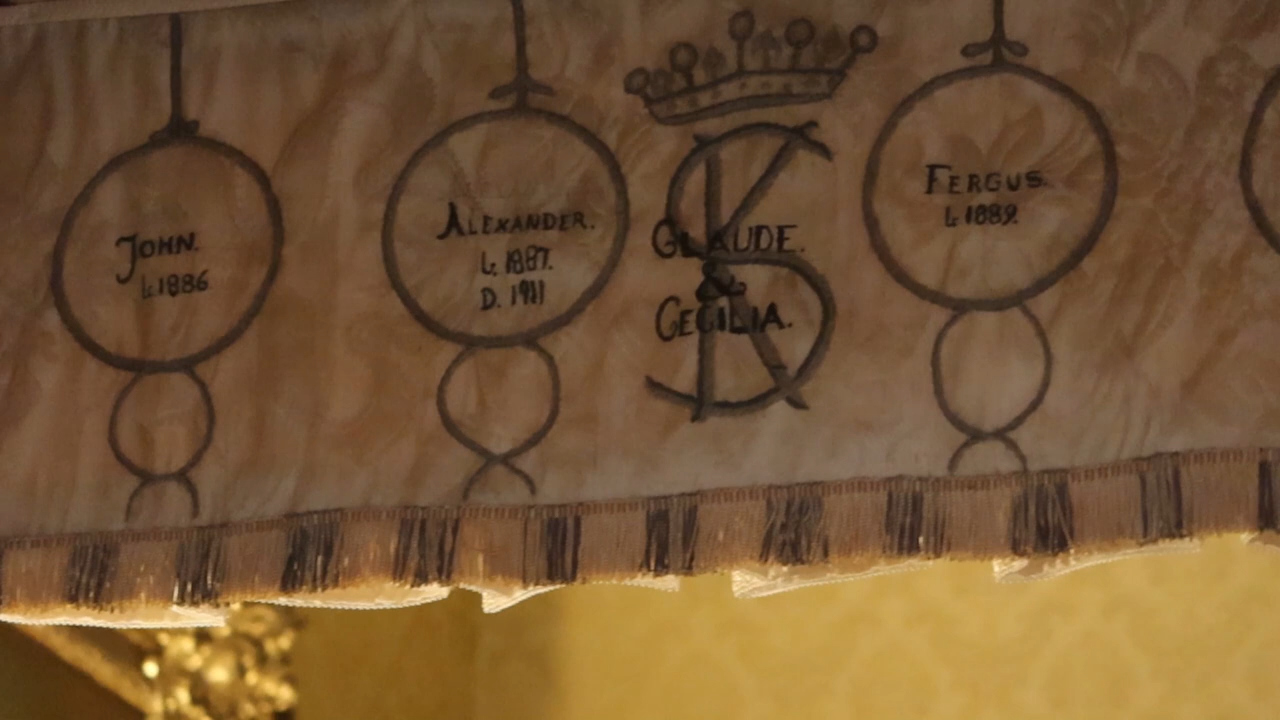 JOHN.
b. 1886
ALEXANDER.
b. 1887.
D. 1911
CLAUDE.
&
CECILIA.
FERGUS.
b. 1889.